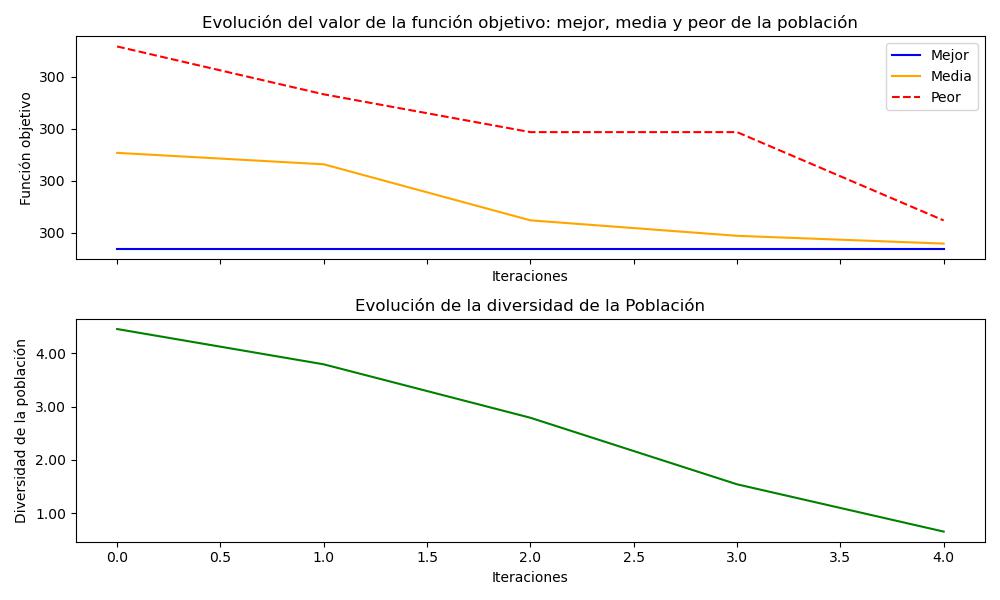 Evolución del valor de la función objetivo: mejor, media y peor de la población
Función objetivo
300
300
300
300
Mejor
Media
Peor
Iteraciones
Evolución de la diversidad de la Población
Diversidad de la población
4.00
3.00
2.00
1.00
0.0 0.5 1.0 1.5 2.0 2.5 3.0 3.5 4.0
Iteraciones